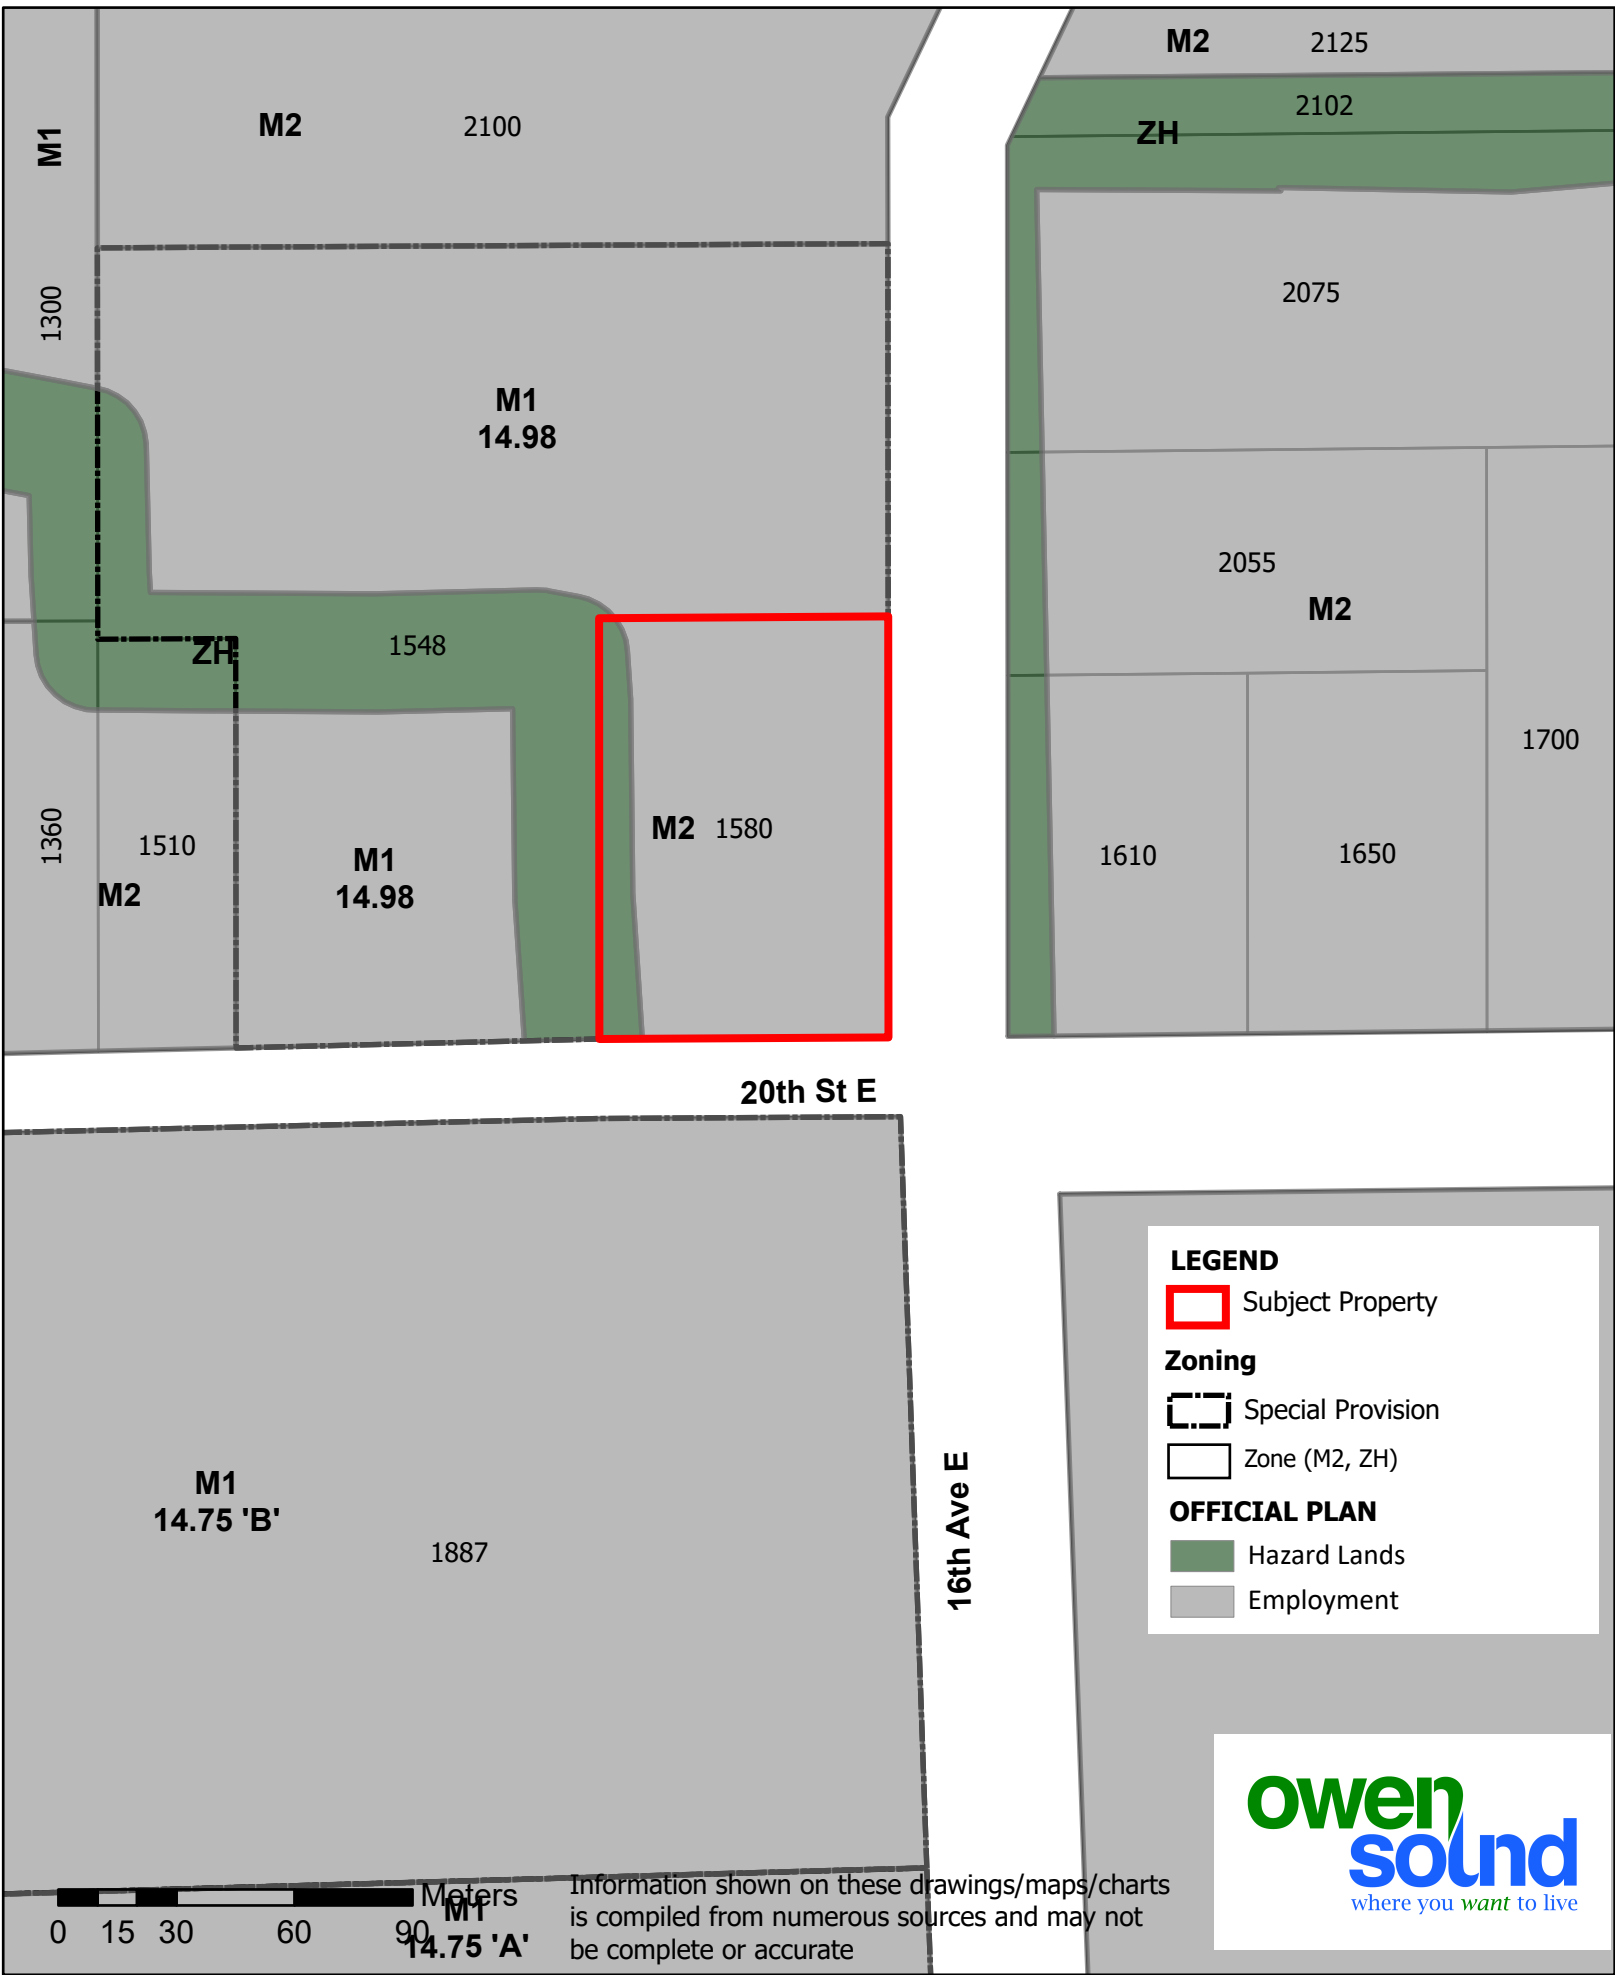 M2 2125
2102
ZH
M1
M2 2100
1300
2075
M1
14.98
2055
M2
ZH
1548
1700
1360
1510
M2
M1
14.98
M2 1580
1610
1650
20th St E
16th Ave E
M1
14.75 'B'
1887
LEGEND
Subject Property
Zoning
Special Provision
Zone (M2, ZH)
OFFICIAL PLAN
Hazard Lands
Employment
owen
sound
where you want to live
Meters
0 15 30 60 90
M1
14.75 'A'
Information shown on these drawings/maps/charts
is compiled from numerous sources and may not
be complete or accurate